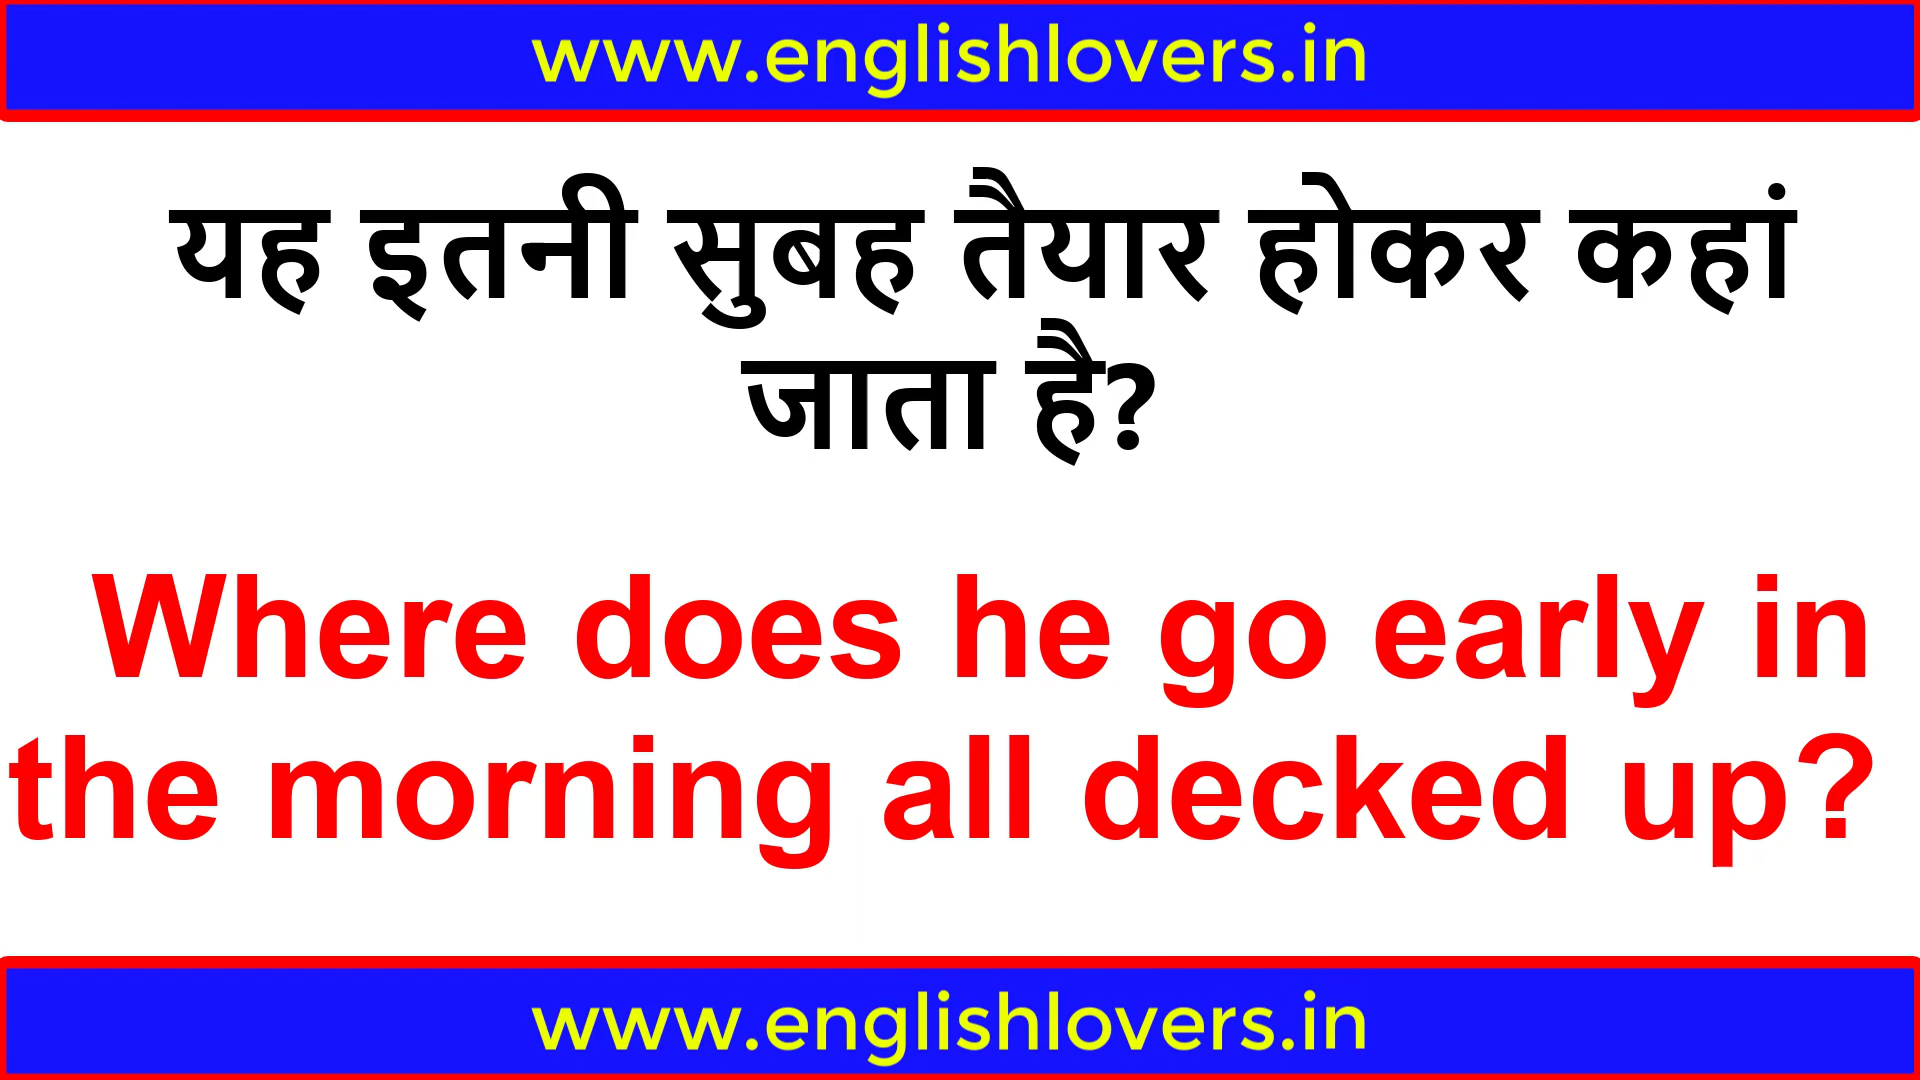 www.englishlovers.in
यह इतनी सुबह तैयार होकर कहां
जाता है?
Where does he go early in
the morning all decked up?
www.englishlovers.in